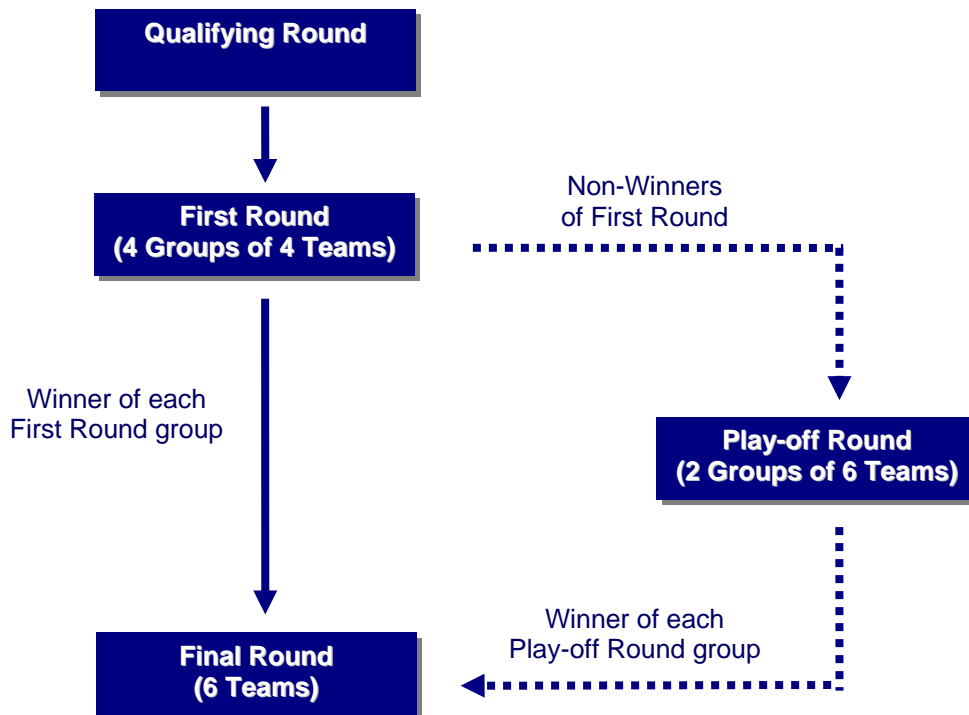 Qualifying Round
First Round
(4 Groups of 4 Teams)
Non-Winners
of First Round
Winner of each
First Round group
Play-off Round
(2 Groups of 6 Teams)
Winner of each
Play-off Round group
Final Round
(6 Teams)